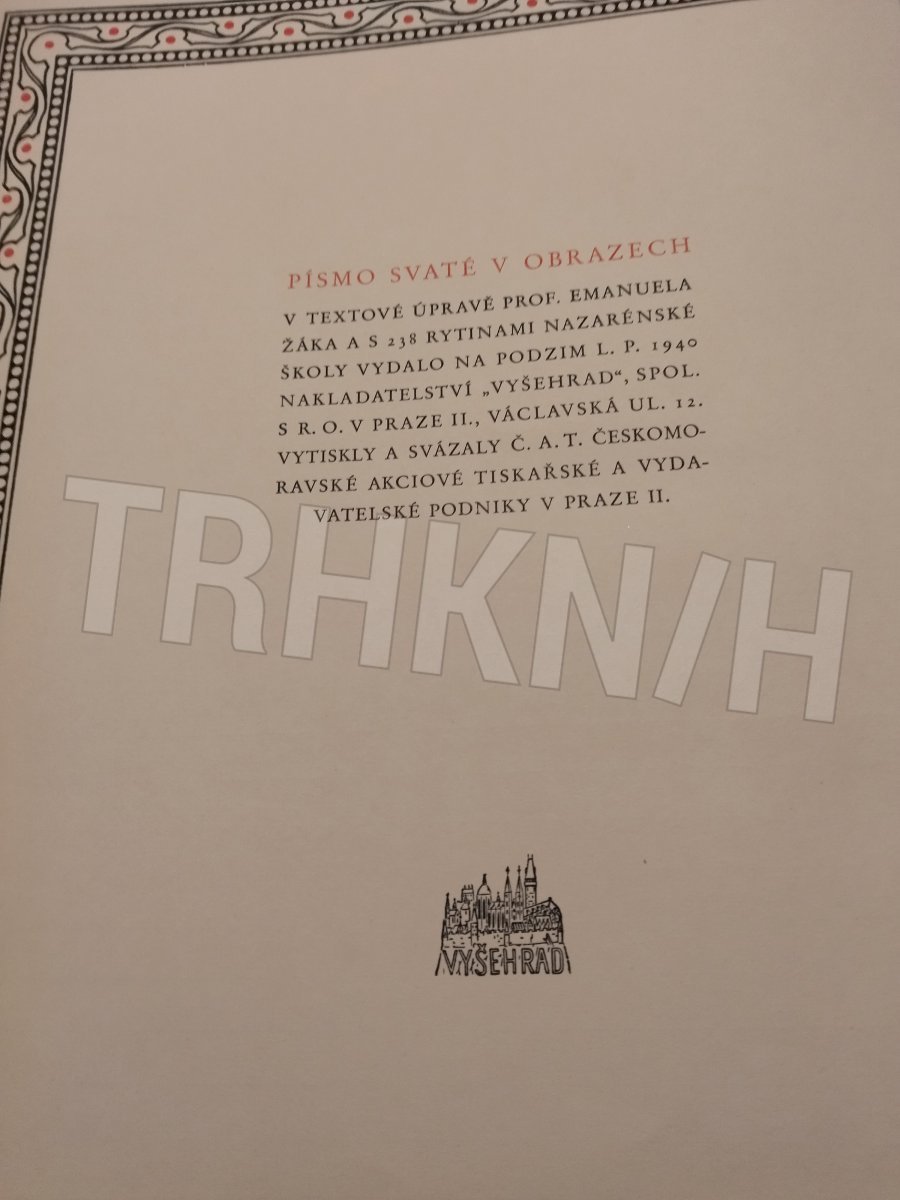 PÍSMO SVATÉ V OBRAZECH
V TEXTOVÉ ÚPRAVĚ PROF. EMANUELA
ŽÁKA A S 238 RYTINAMI NAZARÉNSKÉ
ŠKOLY VYDALO NA PODZIM L. P. 1940
NAKLADATELSTVÍ „VYŠEHRAD“, SPOL.
S R. O. V PRAZE II., VÁCLAVSKÁ UL. 12.
VYTISKLY A SVÁZALY Č. A. T. ČESKOMO-
RAVSKÉ AKCIOVÉ TISKAŘSKÉ A VYDA-
VATELSKÉ PODNIKY V PRAZE II.
TRHKN/H
VYŠEHRAD